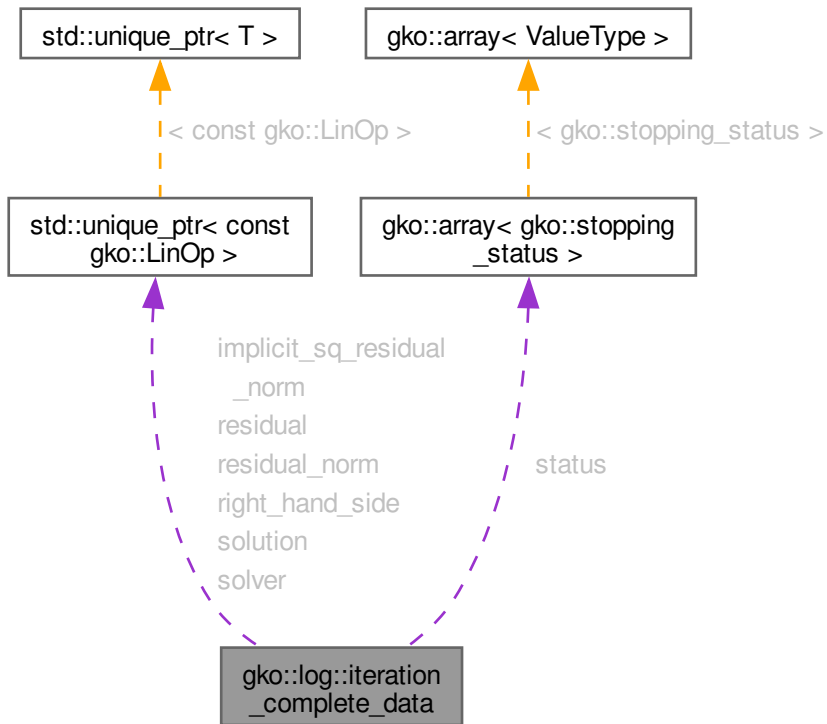 std::unique_ptr< T >
gko::array< ValueType >
< const gko::LinOp >
< gko::stopping_status >
std::unique_ptr< const
gko::LinOp >
gko::array< gko::stopping
_status >
implicit_sq_residual
_norm
residual
residual_norm
right_hand_side
solution
solver
status
gko::log::iteration
_complete_data